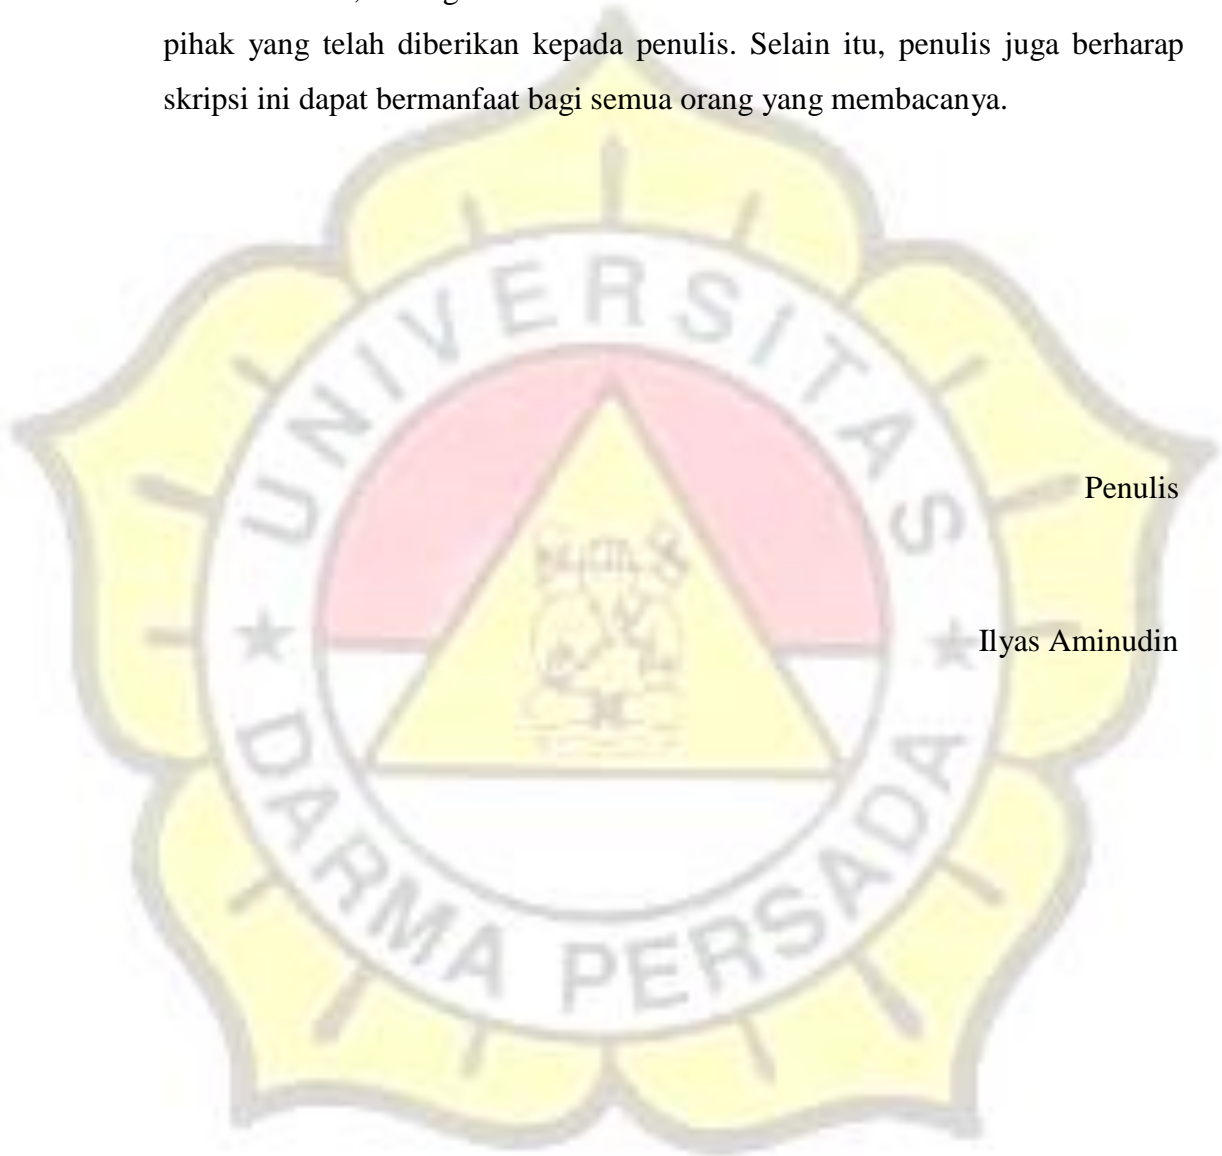 pihak yang telah diberikan kepada penulis. Selain itu, penulis juga berharap
skripsi ini dapat bermanfaat bagi semua orang yang membacanya.
UNIVERSITAS
Penulis
Ilyas Aminudin
DARMA PERSADA